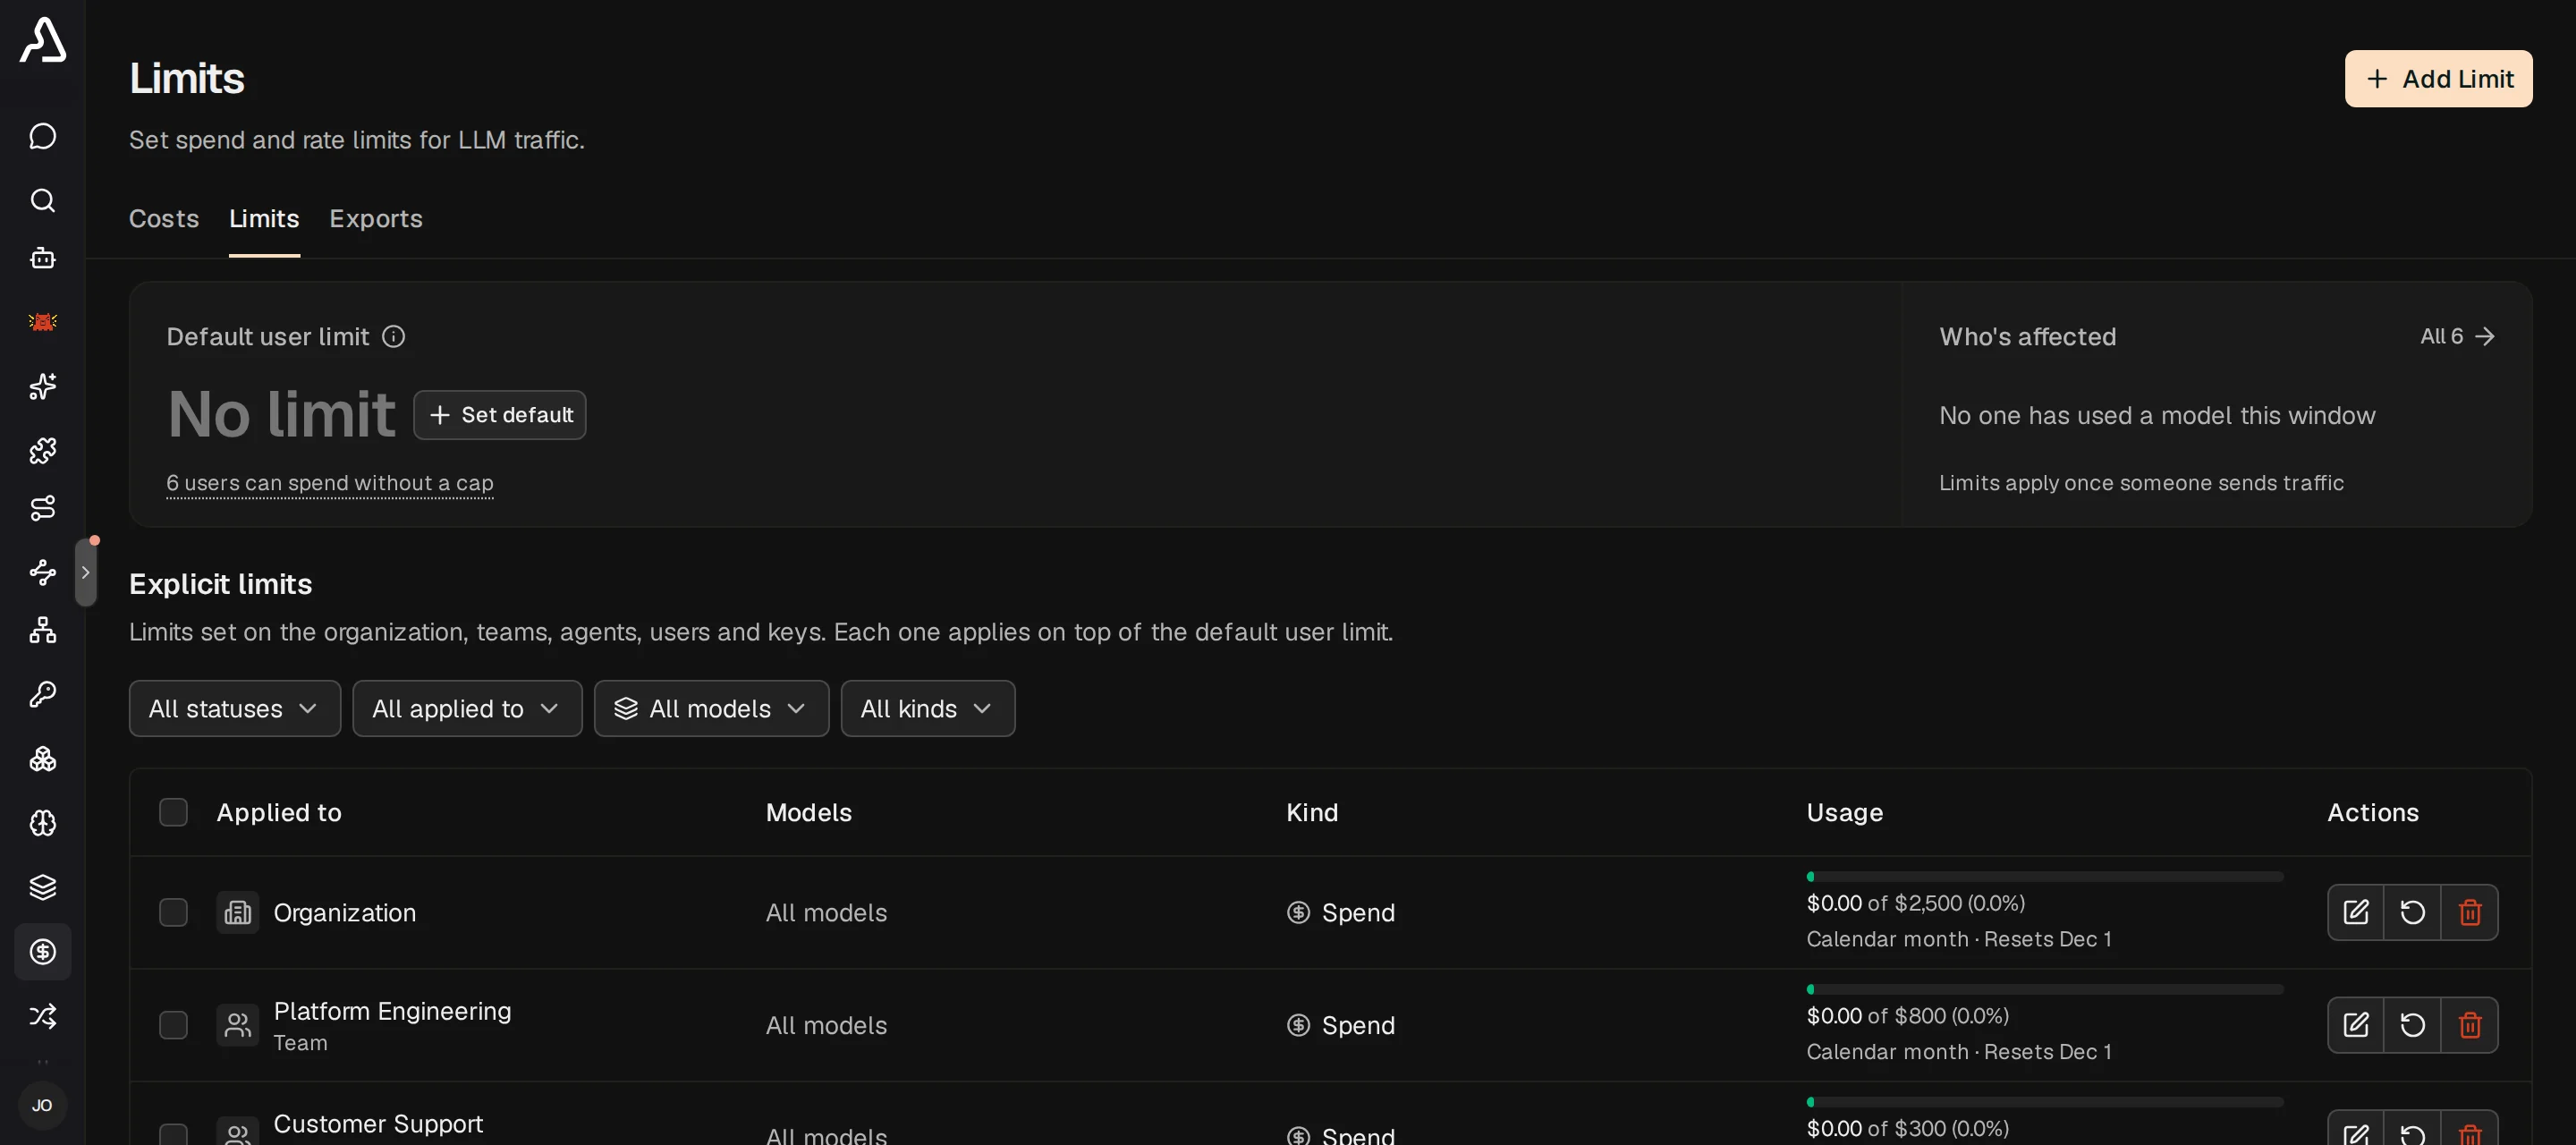 Limits
Add Limit
Set spend and rate limits for LLM traffic.
Costs Limits Exports
Default user limit
Who's affected
All 6
No limit
Set default
No one has used a model this window
6 users can spend without a cap
Limits apply once someone sends traffic
Explicit limits
Limits set on the organization, teams, agents, users and keys. Each one applies on top of the default user limit.
All statuses All applied to All models All kinds
Applied to Models Kind Usage Actions
Organization All models Spend
$0.00 of $2,500 (0.0%)
Calendar month · Resets Dec 1
Platform Engineering
Team
All models Spend
$0.00 of $800 (0.0%)
Calendar month · Resets Dec 1
Customer Support
All models Spend
$0.00 of $300 (0.0%)
JO